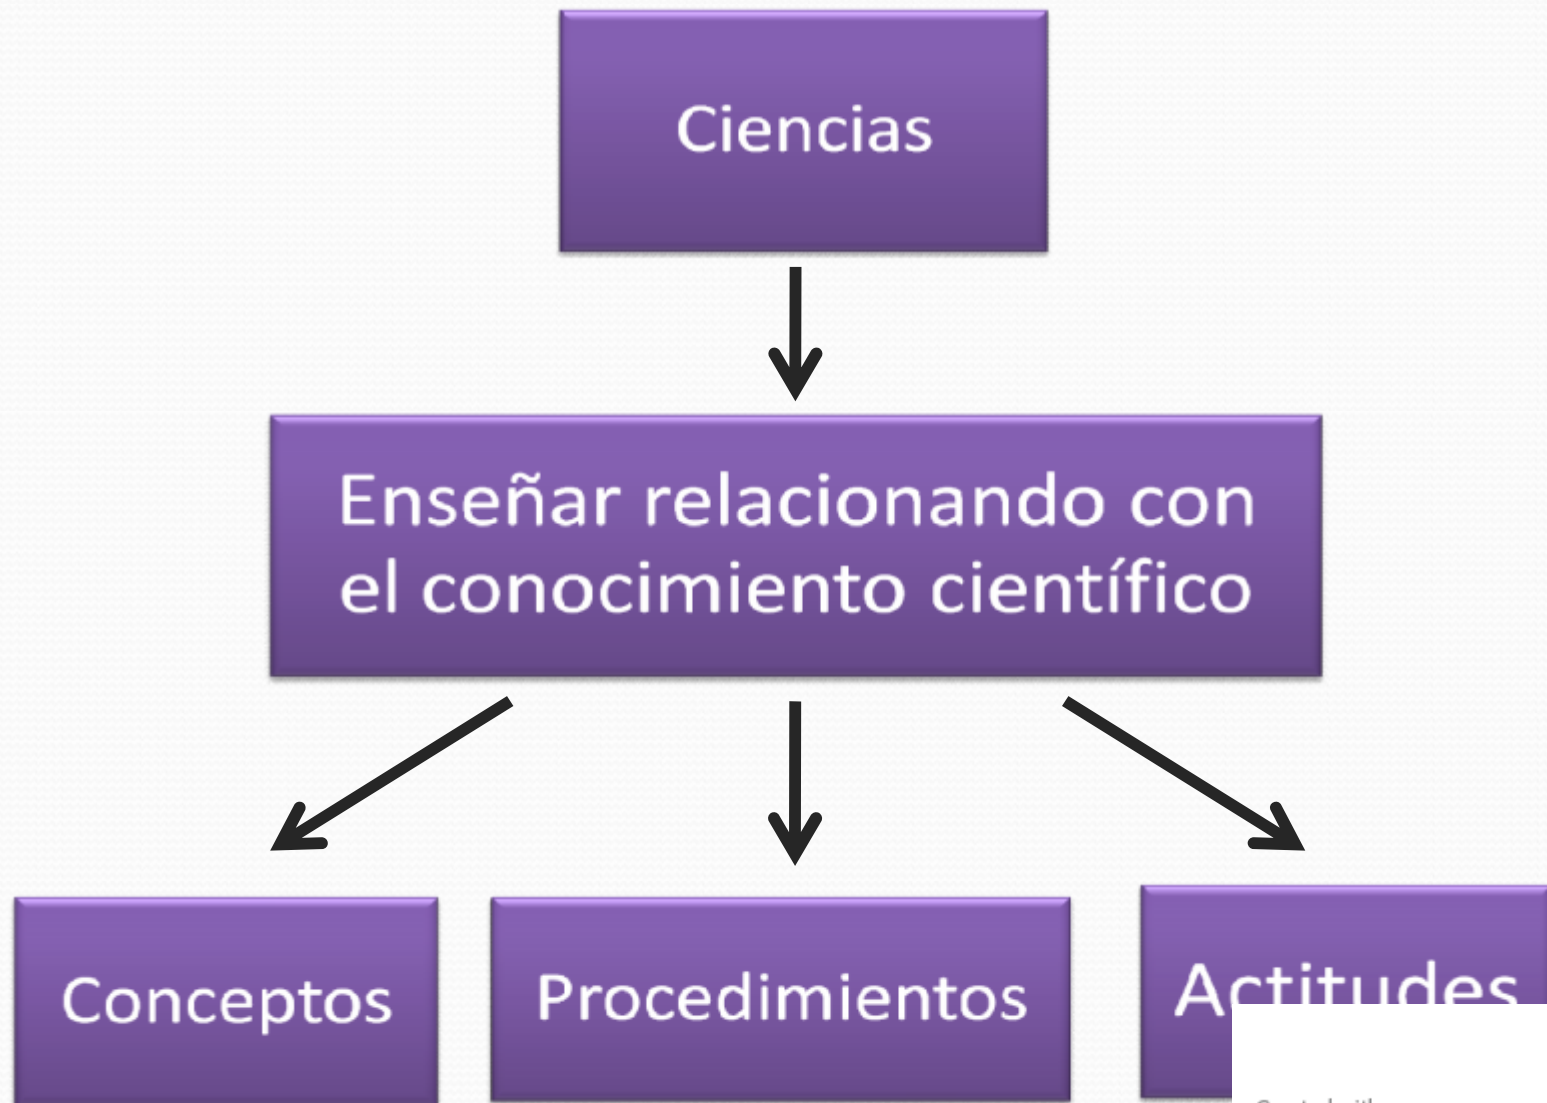 Ciencias
Enseñar relacionando con
el conocimiento científico
Conceptos
Procedimientos
Actitudes